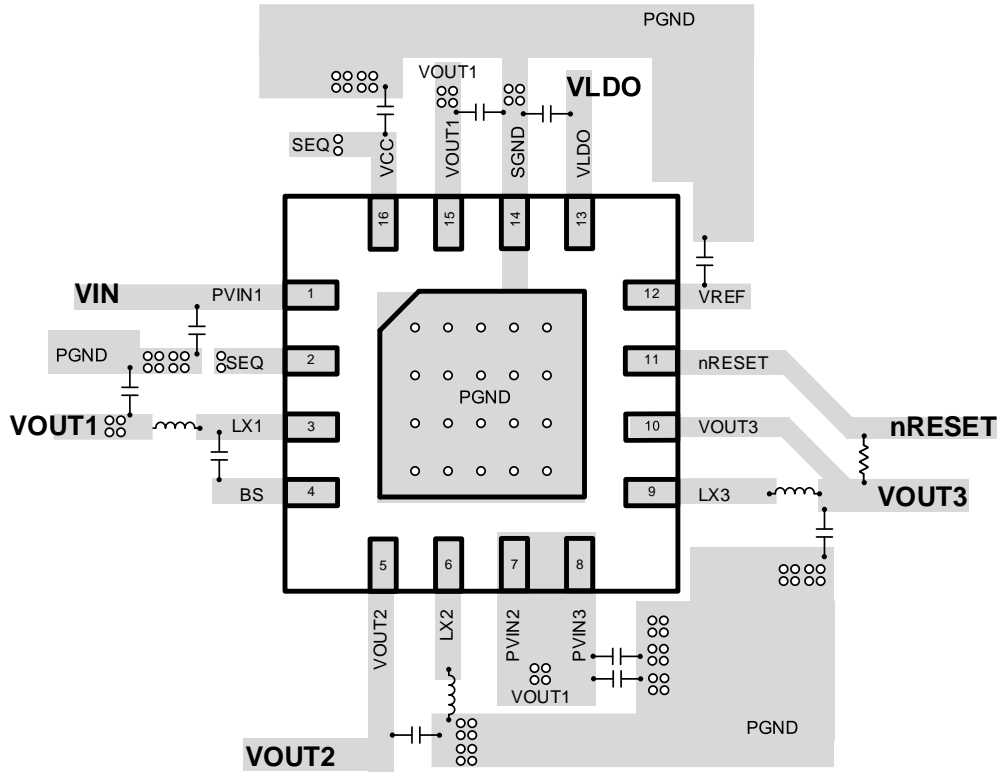 PGND
VOUT1
VLDO
SEQ
VCC
VOUT1
SGND
VLDO
16
15
14
13
VIN
PVIN1
1
12
VREF
PGND
SEQ
2
11
nRESET
PGND
VOUT1
LX1
3
10
VOUT3
nRESET
BS
4
9
LX3
VOUT3
5
6
7
8
VOUT2
LX2
PVIN2
PVIN3
VOUT1
PGND
VOUT2